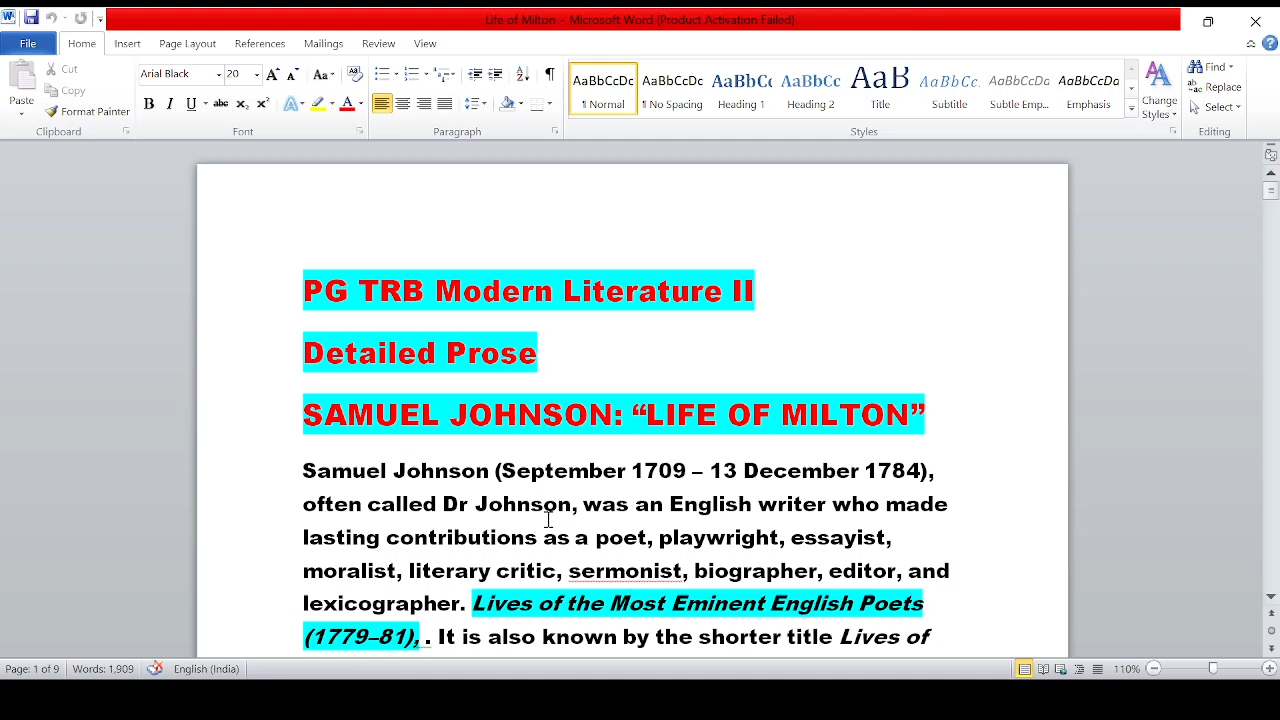 Life of Milton - Microsoft Word (Product Activation Failed)
File Home Insert Page Layout References Mailings Review View
Cut
Copy
Paste
Format Painter
Clipboard
Arial Black 20
Font
Paragraph
AaBbCcDc AaBbCcDc AaBbCc AaBbCc AaB AaBbCc. AaBbCcDc AaBbCcDc
¶ Normal ¶ No Spacing Heading 1 Heading 2 Title Subtitle Subtle Emp... Emphasis
Change Styles
Styles
Find
Replace
Select
Editing
PG TRB Modern Literature II
Detailed Prose
SAMUEL JOHNSON: “LIFE OF MILTON”
Samuel Johnson (September 1709 – 13 December 1784),
often called Dr Johnson, was an English writer who made
lasting contributions as a poet, playwright, essayist,
moralist, literary critic, sermonist, biographer, editor, and
lexicographer. Lives of the Most Eminent English Poets
(1779–81), . It is also known by the shorter title Lives of
Page: 1 of 9 Words: 1,909 English (India) 110%